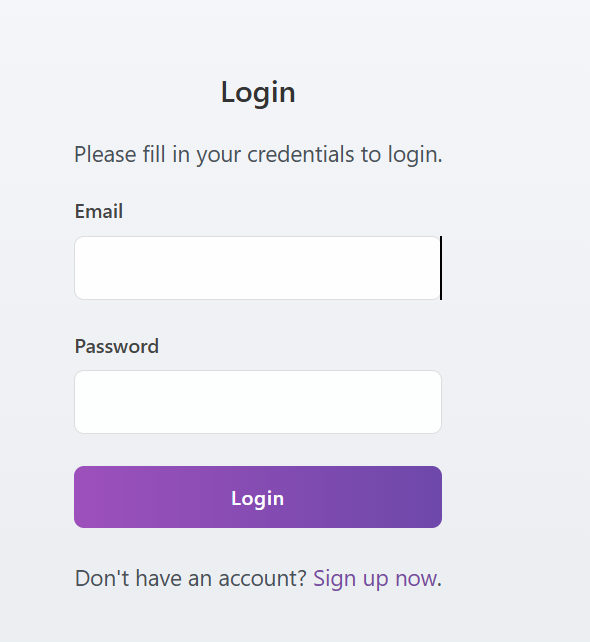 Login
Please fill in your credentials to login.
Email
Password
Login
Don't have an account? Sign up now.